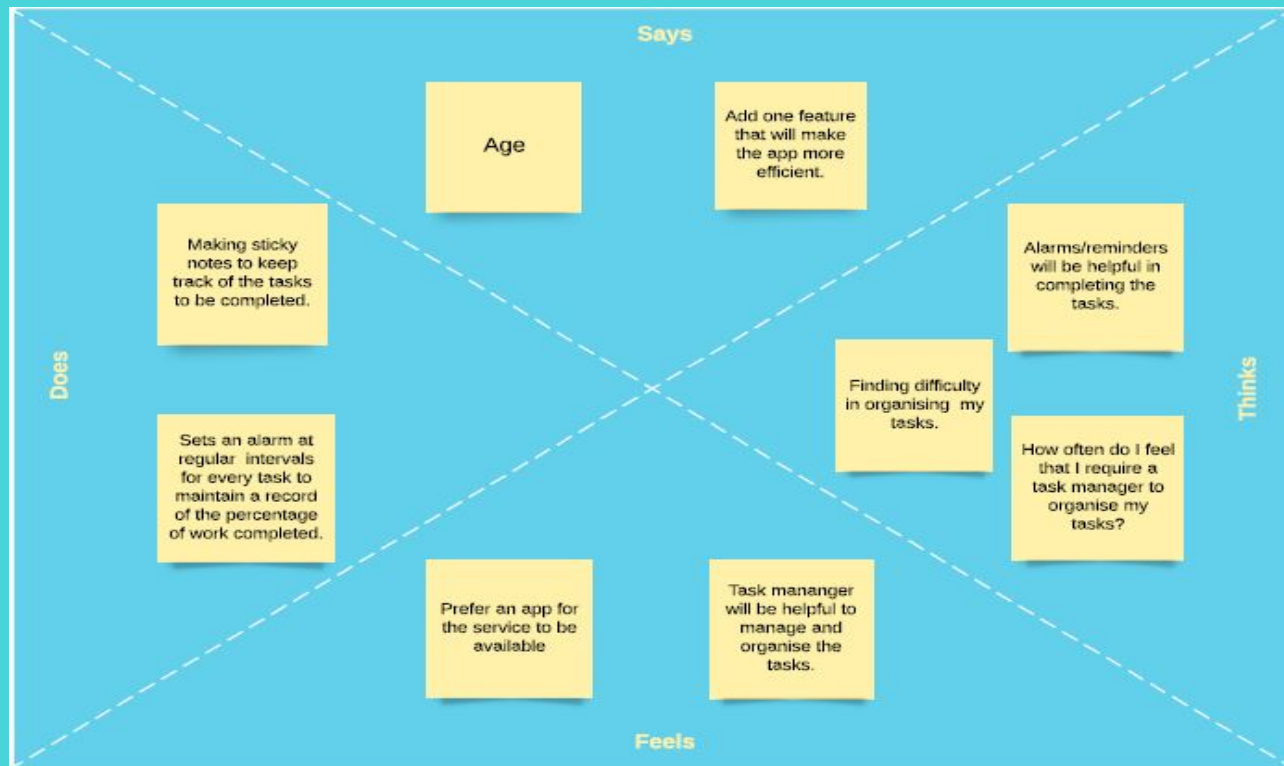 Says
Age
Add one feature
that will make
the app more
efficient.
Making sticky
notes to keep
track of the tasks
to be completed.
Alarms/reminders
will be helpful in
completing the
tasks.
Does
Finding difficulty
in organising my
tasks.
Thinks
Sets an alarm at
regular intervals
for every task to
maintain a record
of the percentage
of work completed.
How often do I feel
that I require a
task manager to
organise my
tasks?
Prefer an app for
the service to be
available
Task mananger
will be helpful to
manage and
organise the
tasks.
Feels